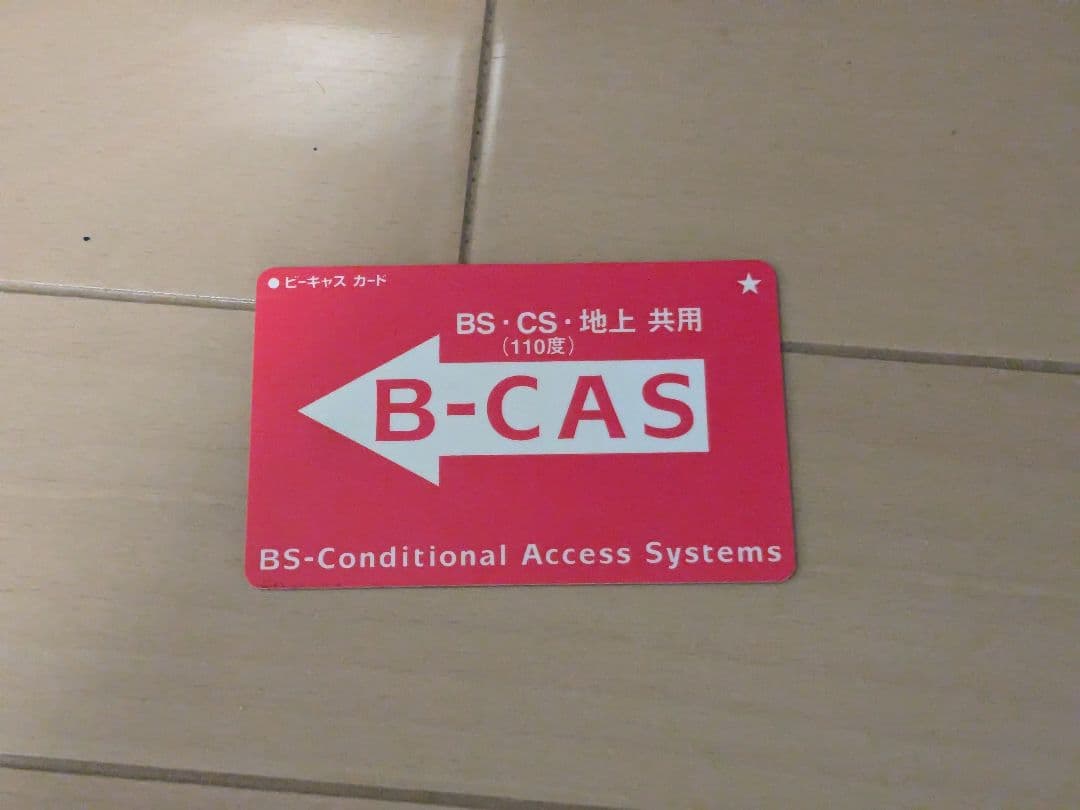 ● ビーキャス カード
★
BS・CS・地上 共用
(110度)
B-CAS
BS-Conditional Access Systems